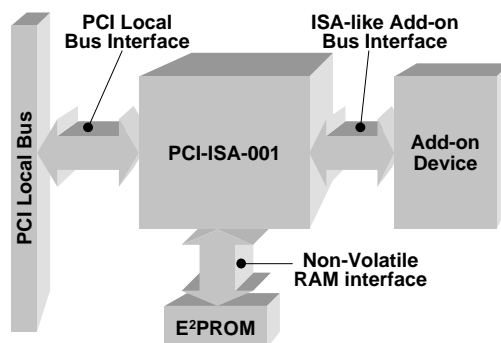 PCI Local
Bus Interface
ISA-like Add-on
Bus Interface
PCI Local Bus
PCI-ISA-001
Add-on
Device
Non-Volatile
RAM interface
E²PROM